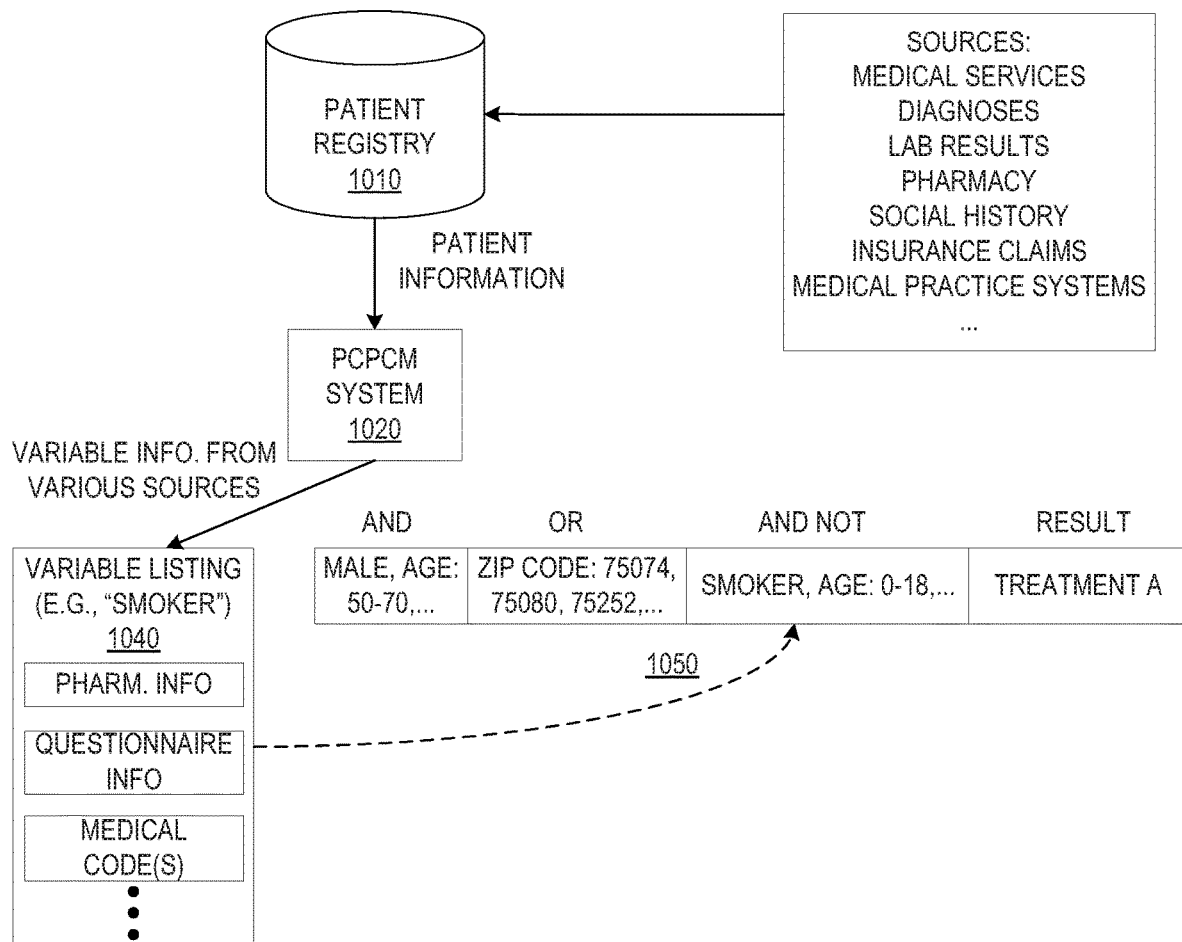 PATIENT
REGISTRY
1010
SOURCES:
MEDICAL SERVICES
DIAGNOSES
LAB RESULTS
PHARMACY
SOCIAL HISTORY
INSURANCE CLAIMS
MEDICAL PRACTICE SYSTEMS
...
PATIENT
INFORMATION
PCPCM
SYSTEM
1020
VARIABLE INFO. FROM
VARIOUS SOURCES
AND OR AND NOT RESULT
MALE, AGE:
50-70,...
ZIP CODE: 75074,
75080, 75252,...
SMOKER, AGE: 0-18,...
TREATMENT A
1050
VARIABLE LISTING
(E.G., “SMOKER”)
1040
PHARM. INFO
QUESTIONNAIRE
INFO
MEDICAL
CODE(S)